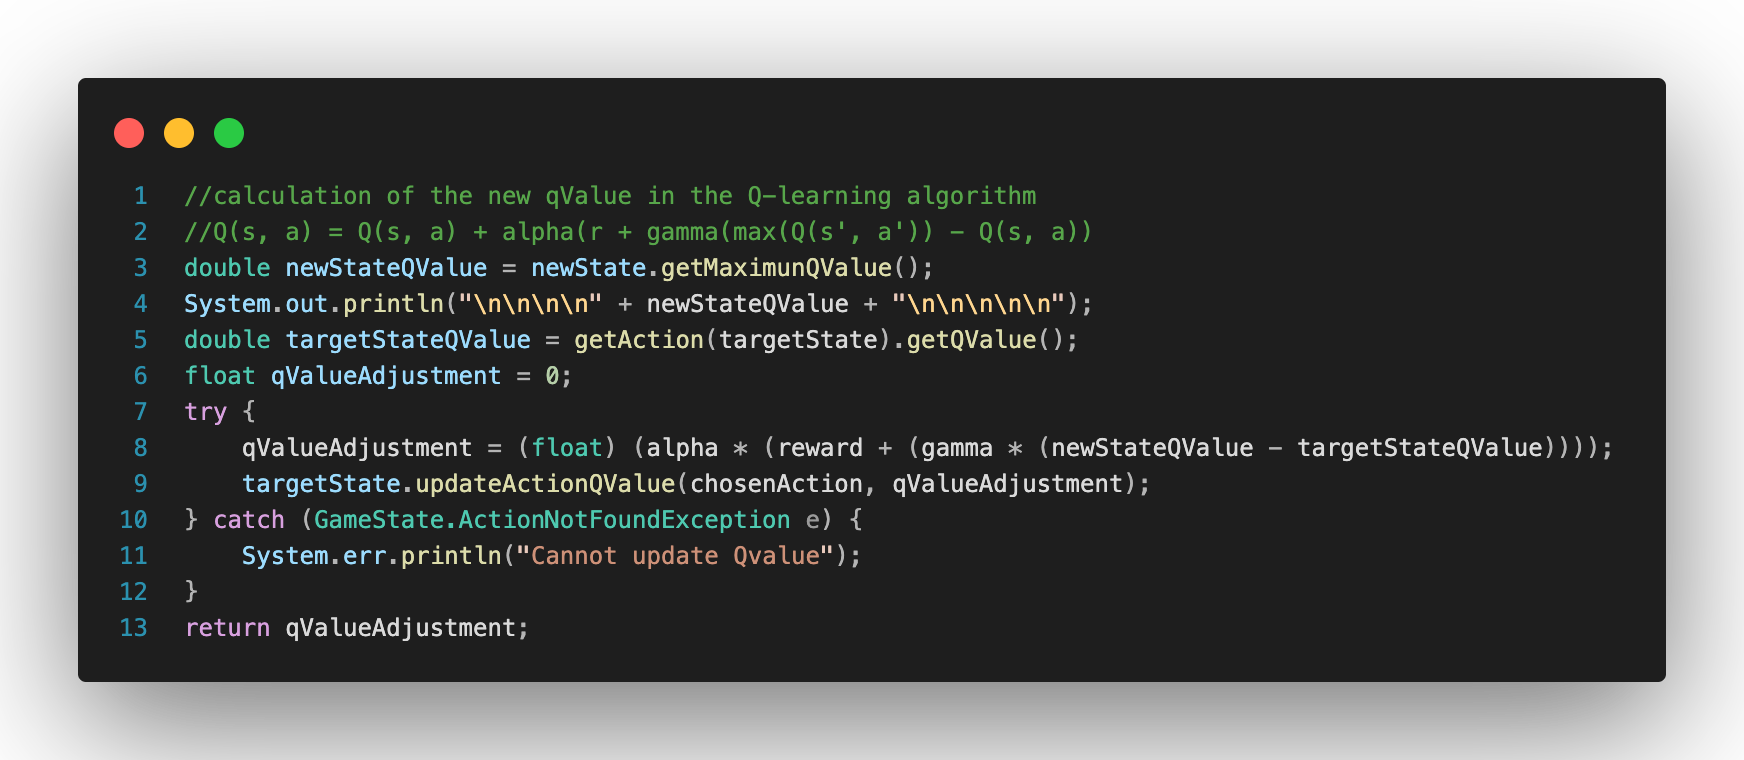 1 //calculation of the new qValue in the Q-learning algorithm
2 //Q(s, a) = Q(s, a) + alpha(r + gamma(max(Q(s', a')) - Q(s, a))
3 double newStateQValue = newState.getMaximunQValue();
4 System.out.println("\n\n\n\n" + newStateQValue + "\n\n\n\n\n");
5 double targetStateQValue = getAction(targetState).getQValue();
6 float qValueAdjustment = 0;
7 try {
8     qValueAdjustment = (float) (alpha * (reward + (gamma * (newStateQValue - targetStateQValue))));
9     targetState.updateActionQValue(chosenAction, qValueAdjustment);
10 } catch (GameState.ActionNotFoundException e) {
11     System.err.println("Cannot update Qvalue");
12 }
13 return qValueAdjustment;